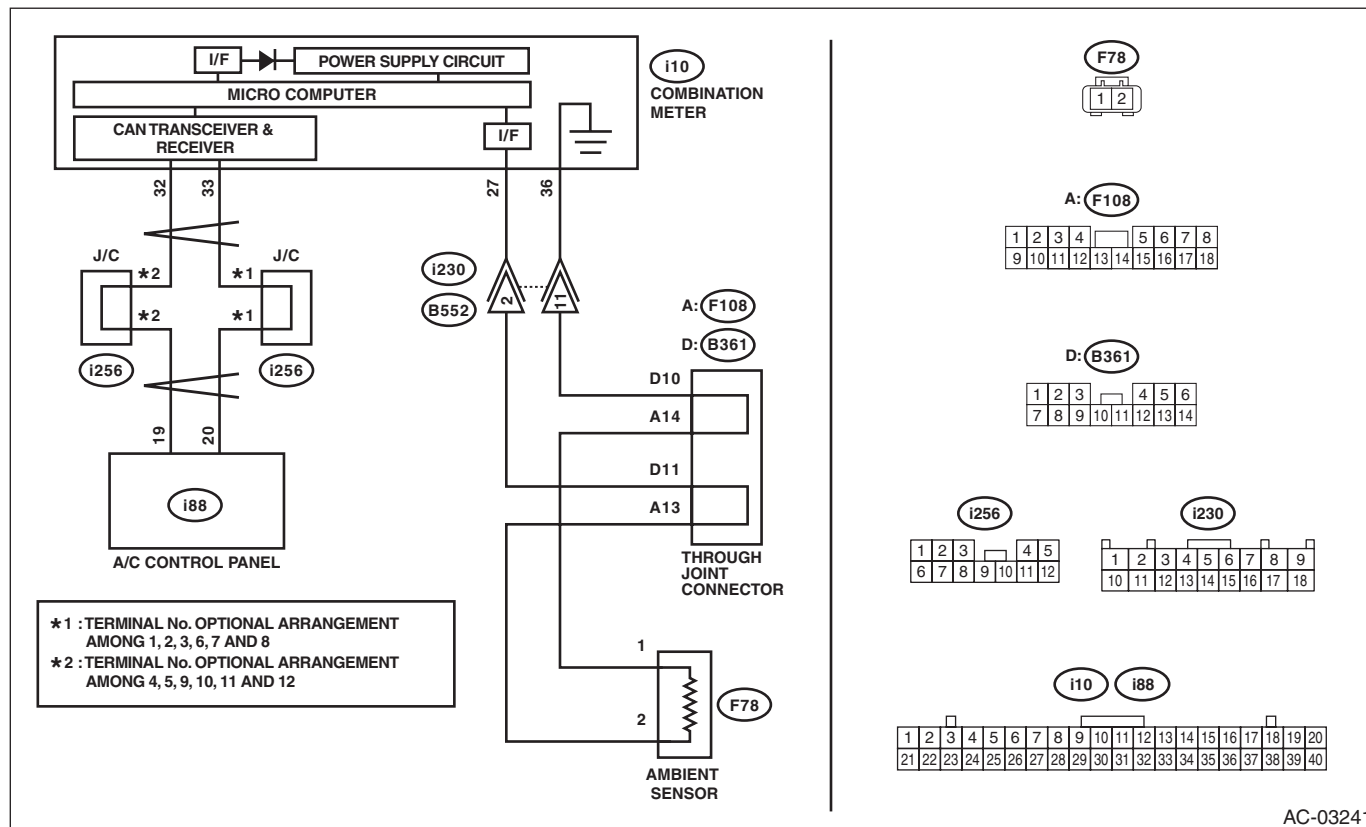 I/F
POWER SUPPLY CIRCUIT
MICRO COMPUTER
CAN TRANSCEIVER &
RECEIVER
I/F
i10
COMBINATION
METER
32
33
27
36
J/C
*2
*2
i256
J/C
*1
*1
i256
19
20
i88
A/C CONTROL PANEL
i230
B552
2
11
A: F108
D: B361
D10
A14
D11
A13
THROUGH
JOINT
CONNECTOR
1
2
F78
AMBIENT
SENSOR
*1 : TERMINAL No. OPTIONAL ARRANGEMENT
AMONG 1, 2, 3, 6, 7 AND 8
*2 : TERMINAL No. OPTIONAL ARRANGEMENT
AMONG 4, 5, 9, 10, 11 AND 12
F78
1 2
A: F108
1 2 3 4 5 6 7 8
9 10 11 12 13 14 15 16 17 18
D: B361
1 2 3 4 5 6
7 8 9 10 11 12 13 14
i256
1 2 3 4 5
6 7 8 9 10 11 12
i230
1 2 3 4 5 6 7 8 9
10 11 12 13 14 15 16 17 18
i10 i88
1 2 3 4 5 6 7 8 9 10 11 12 13 14 15 16 17 18 19 20
21 22 23 24 25 26 27 28 29 30 31 32 33 34 35 36 37 38 39 40
AC-03241